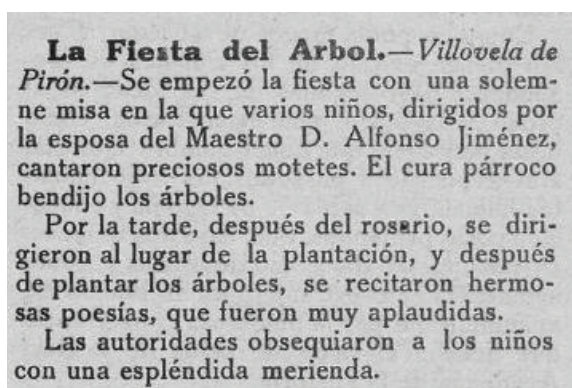 La Fiesta del Arbol.—Villovela de
Pirón.—Se empezó la fiesta con una solem-
ne misa en la que varios niños, dirigidos por
la esposa del Maestro D. Alfonso Jiménez,
cantaron preciosos motetes. El cura párroco
bendijo los árboles.
Por la tarde, después del rosario, se diri-
gieron al lugar de la plantación, y después
de plantar los árboles, se recitaron hermo-
sas poesías, que fueron muy aplaudidas.
Las autoridades obsequiaron a los niños
con una espléndida merienda.